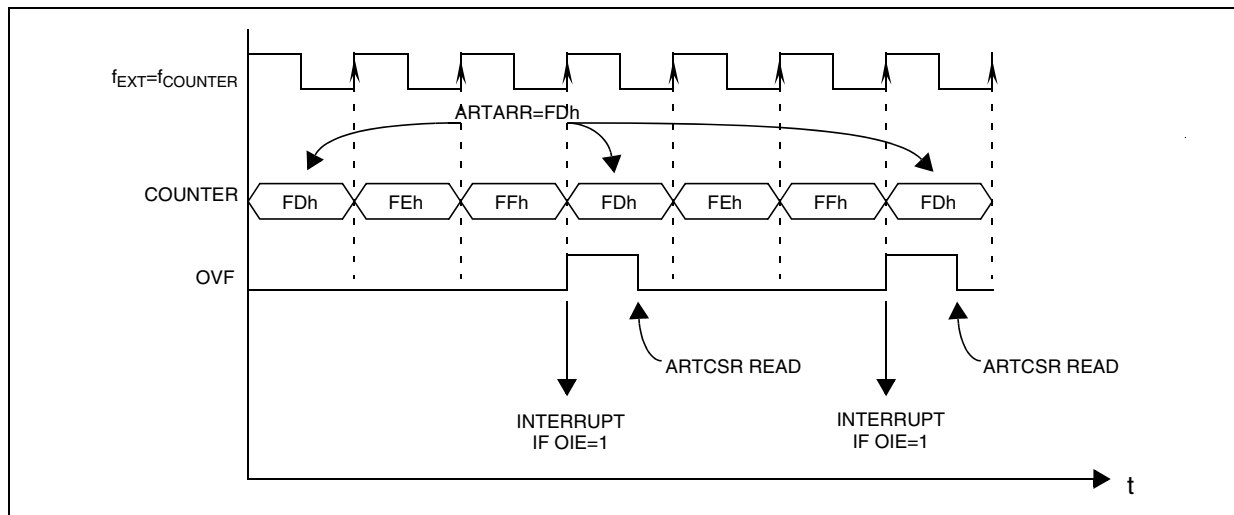 fEXT=fCOUNTER
ARTARR=FDh
COUNTER
FDh FEh FFh FDh FEh FFh FDh
OVF
ARTCSR READ ARTCSR READ
INTERRUPT INTERRUPT
IF OIE=1 IF OIE=1
t